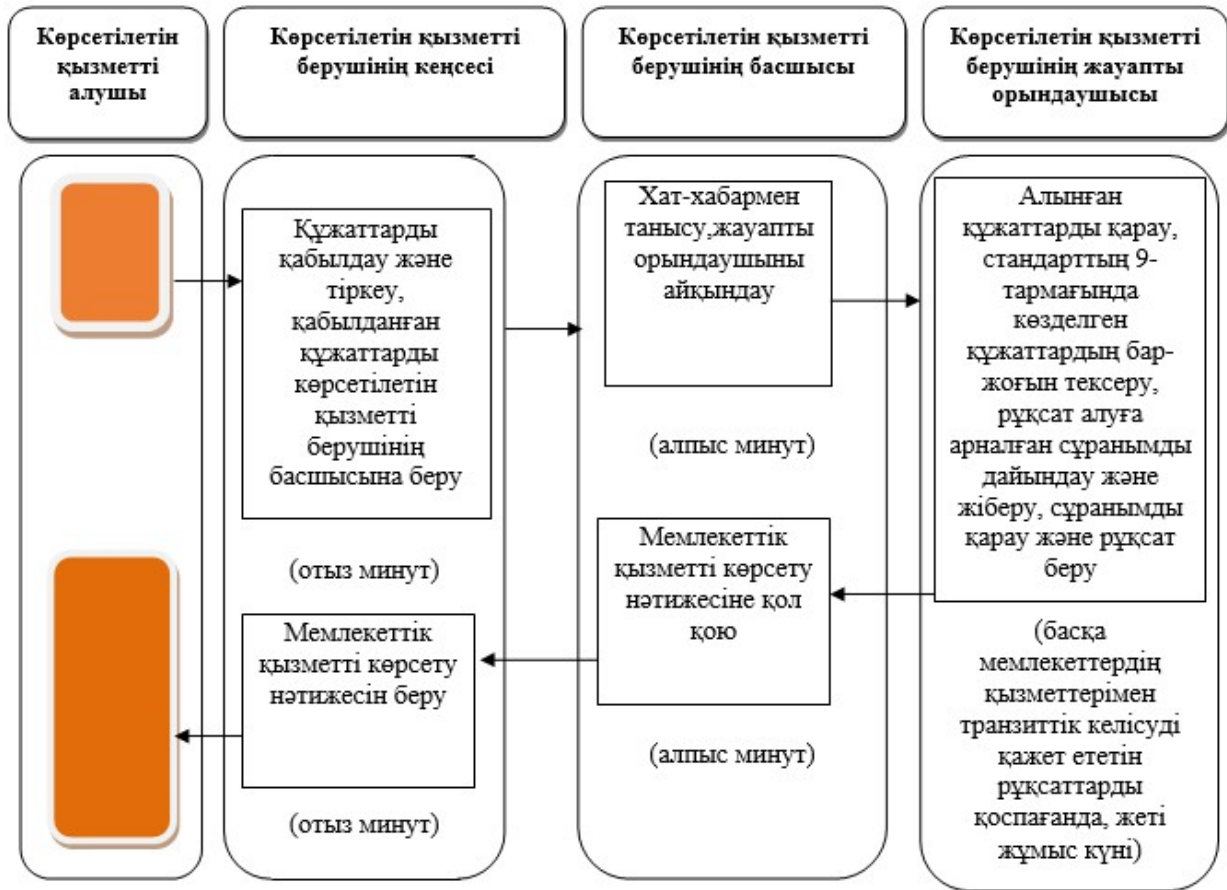 Көрсетілетін
қызметті
алушы
Көрсетілетін қызметті
берушінің кеңсесі
Көрсетілетін қызметті
берушінің басшысы
Көрсетілетін қызметті
берушінің жауапты
орындаушысы
Құжаттарды
қабылдау және
тіркеу,
қабылданған
құжаттарды
көрсетілетін
қызметті
берушінің
басшысына беру
(отыз минут)
Мемлекеттік
қызметті көрсету
нәтижесін беру
(отыз минут)
Хат-хабармен
танысу,жауапты
орындаушыны
айқындау
(алпыс минут)
Мемлекеттік
қызметті көрсету
нәтижесіне қол
қою
(алпыс минут)
Алынған
құжаттарды қарау,
стандарттың 9-
тармағында
көзделген
құжаттардың бар-
жоғын тексеру,
рұқсат алуға
арналған сұранымды
дайындау және
жіберу, сұранымды
қарау және рұқсат
беру
(басқа
мемлекеттердің
қызметтерімен
транзиттік келісуді
қажет ететін
рұқсаттарды
қоспағанда, жеті
жұмыс күні)